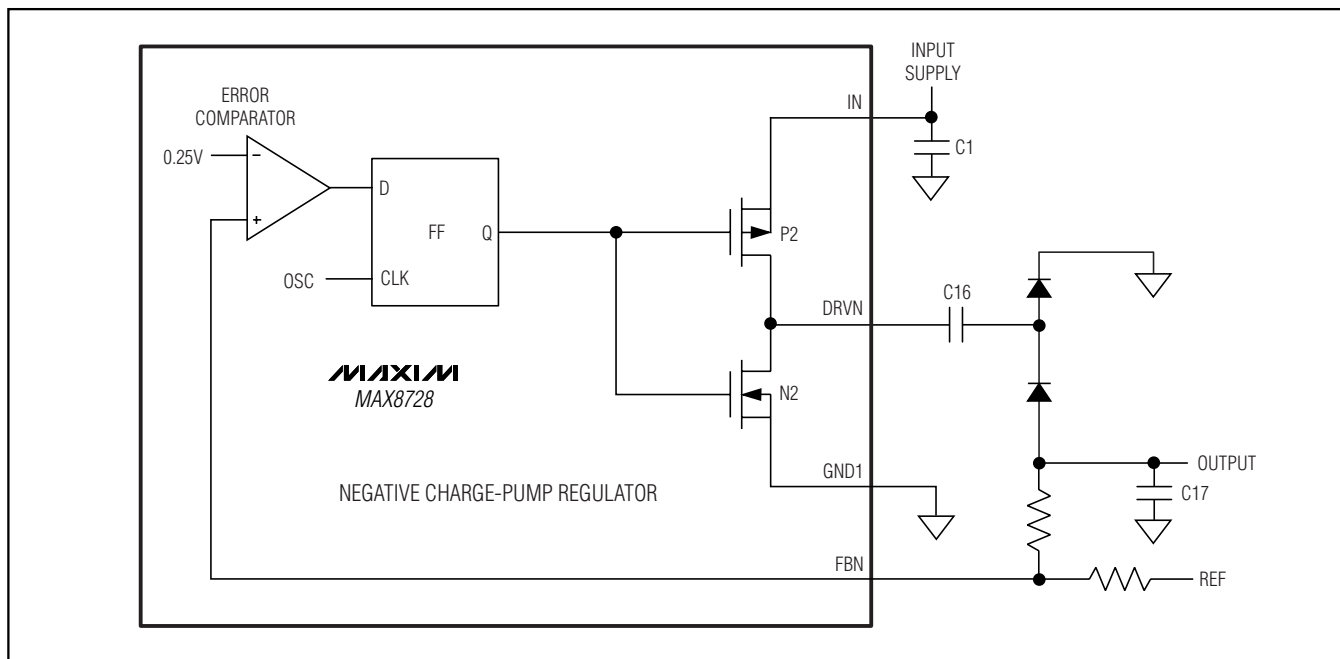 INPUT
SUPPLY
ERROR
COMPARATOR
IN
C1
0.25V
−
D
+
FF
Q
P2
OSC
CLK
C16
DRVN
MAXIM
MAX8728
N2
GND1
OUTPUT
C17
NEGATIVE CHARGE-PUMP REGULATOR
FBN
REF